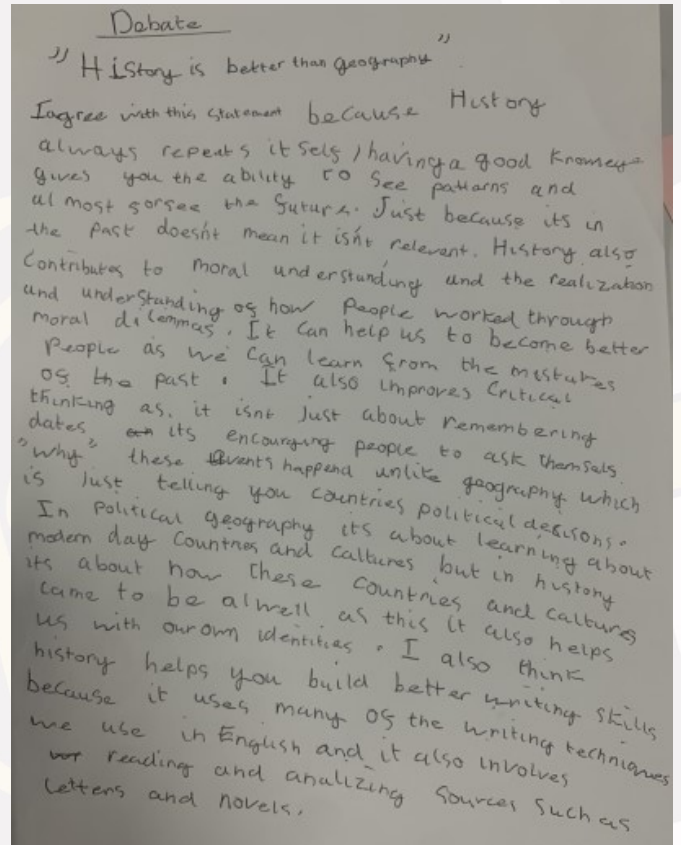 Debate
"History is better than geography".
I agree with this statement because History
always repeats it self, having a good
gives you the ability to see patterns and
al most forsee the future. Just because its in
the past doesn't mean it isn't relevant. History also
Contributes to moral understanding and the realization
and understanding of how people worked through
moral dilemmas. It can help us to become better
people as we can learn from the mistakes
of the past. It also improves critical
thinking as. it isnt just about remembering
dates its encouraging people to ask themsels
"why" these events happend unlike geography which
is just telling you countries political decisons.
In political geography its about learning about
modern day countries and caltures but in history
its about how these countries and caltures
came to be alwell as this it also helps
us with our own identities. I also think
history helps you build better writing skills
because it uses many of the writing techniques
we use in English and it also involves
reading and analizing sources such as
letters and novels.